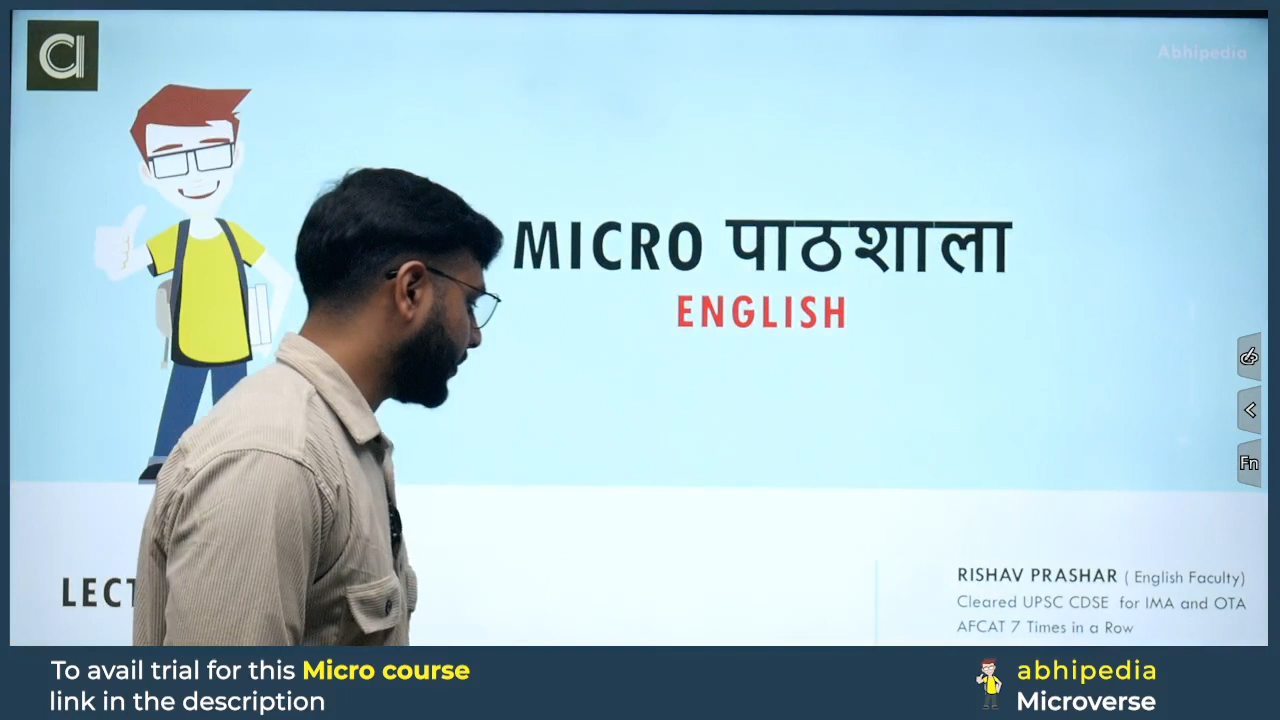 Abhipedia
MICRO पाठशाला
ENGLISH
Fn
RISHAV PRASHAR ( English Faculty)
Cleared UPSC CDSE for IMA and OTA
AFCAT 7 Times in a Row
To avail trial for this Micro course
link in the description
abhipedia
Microverse